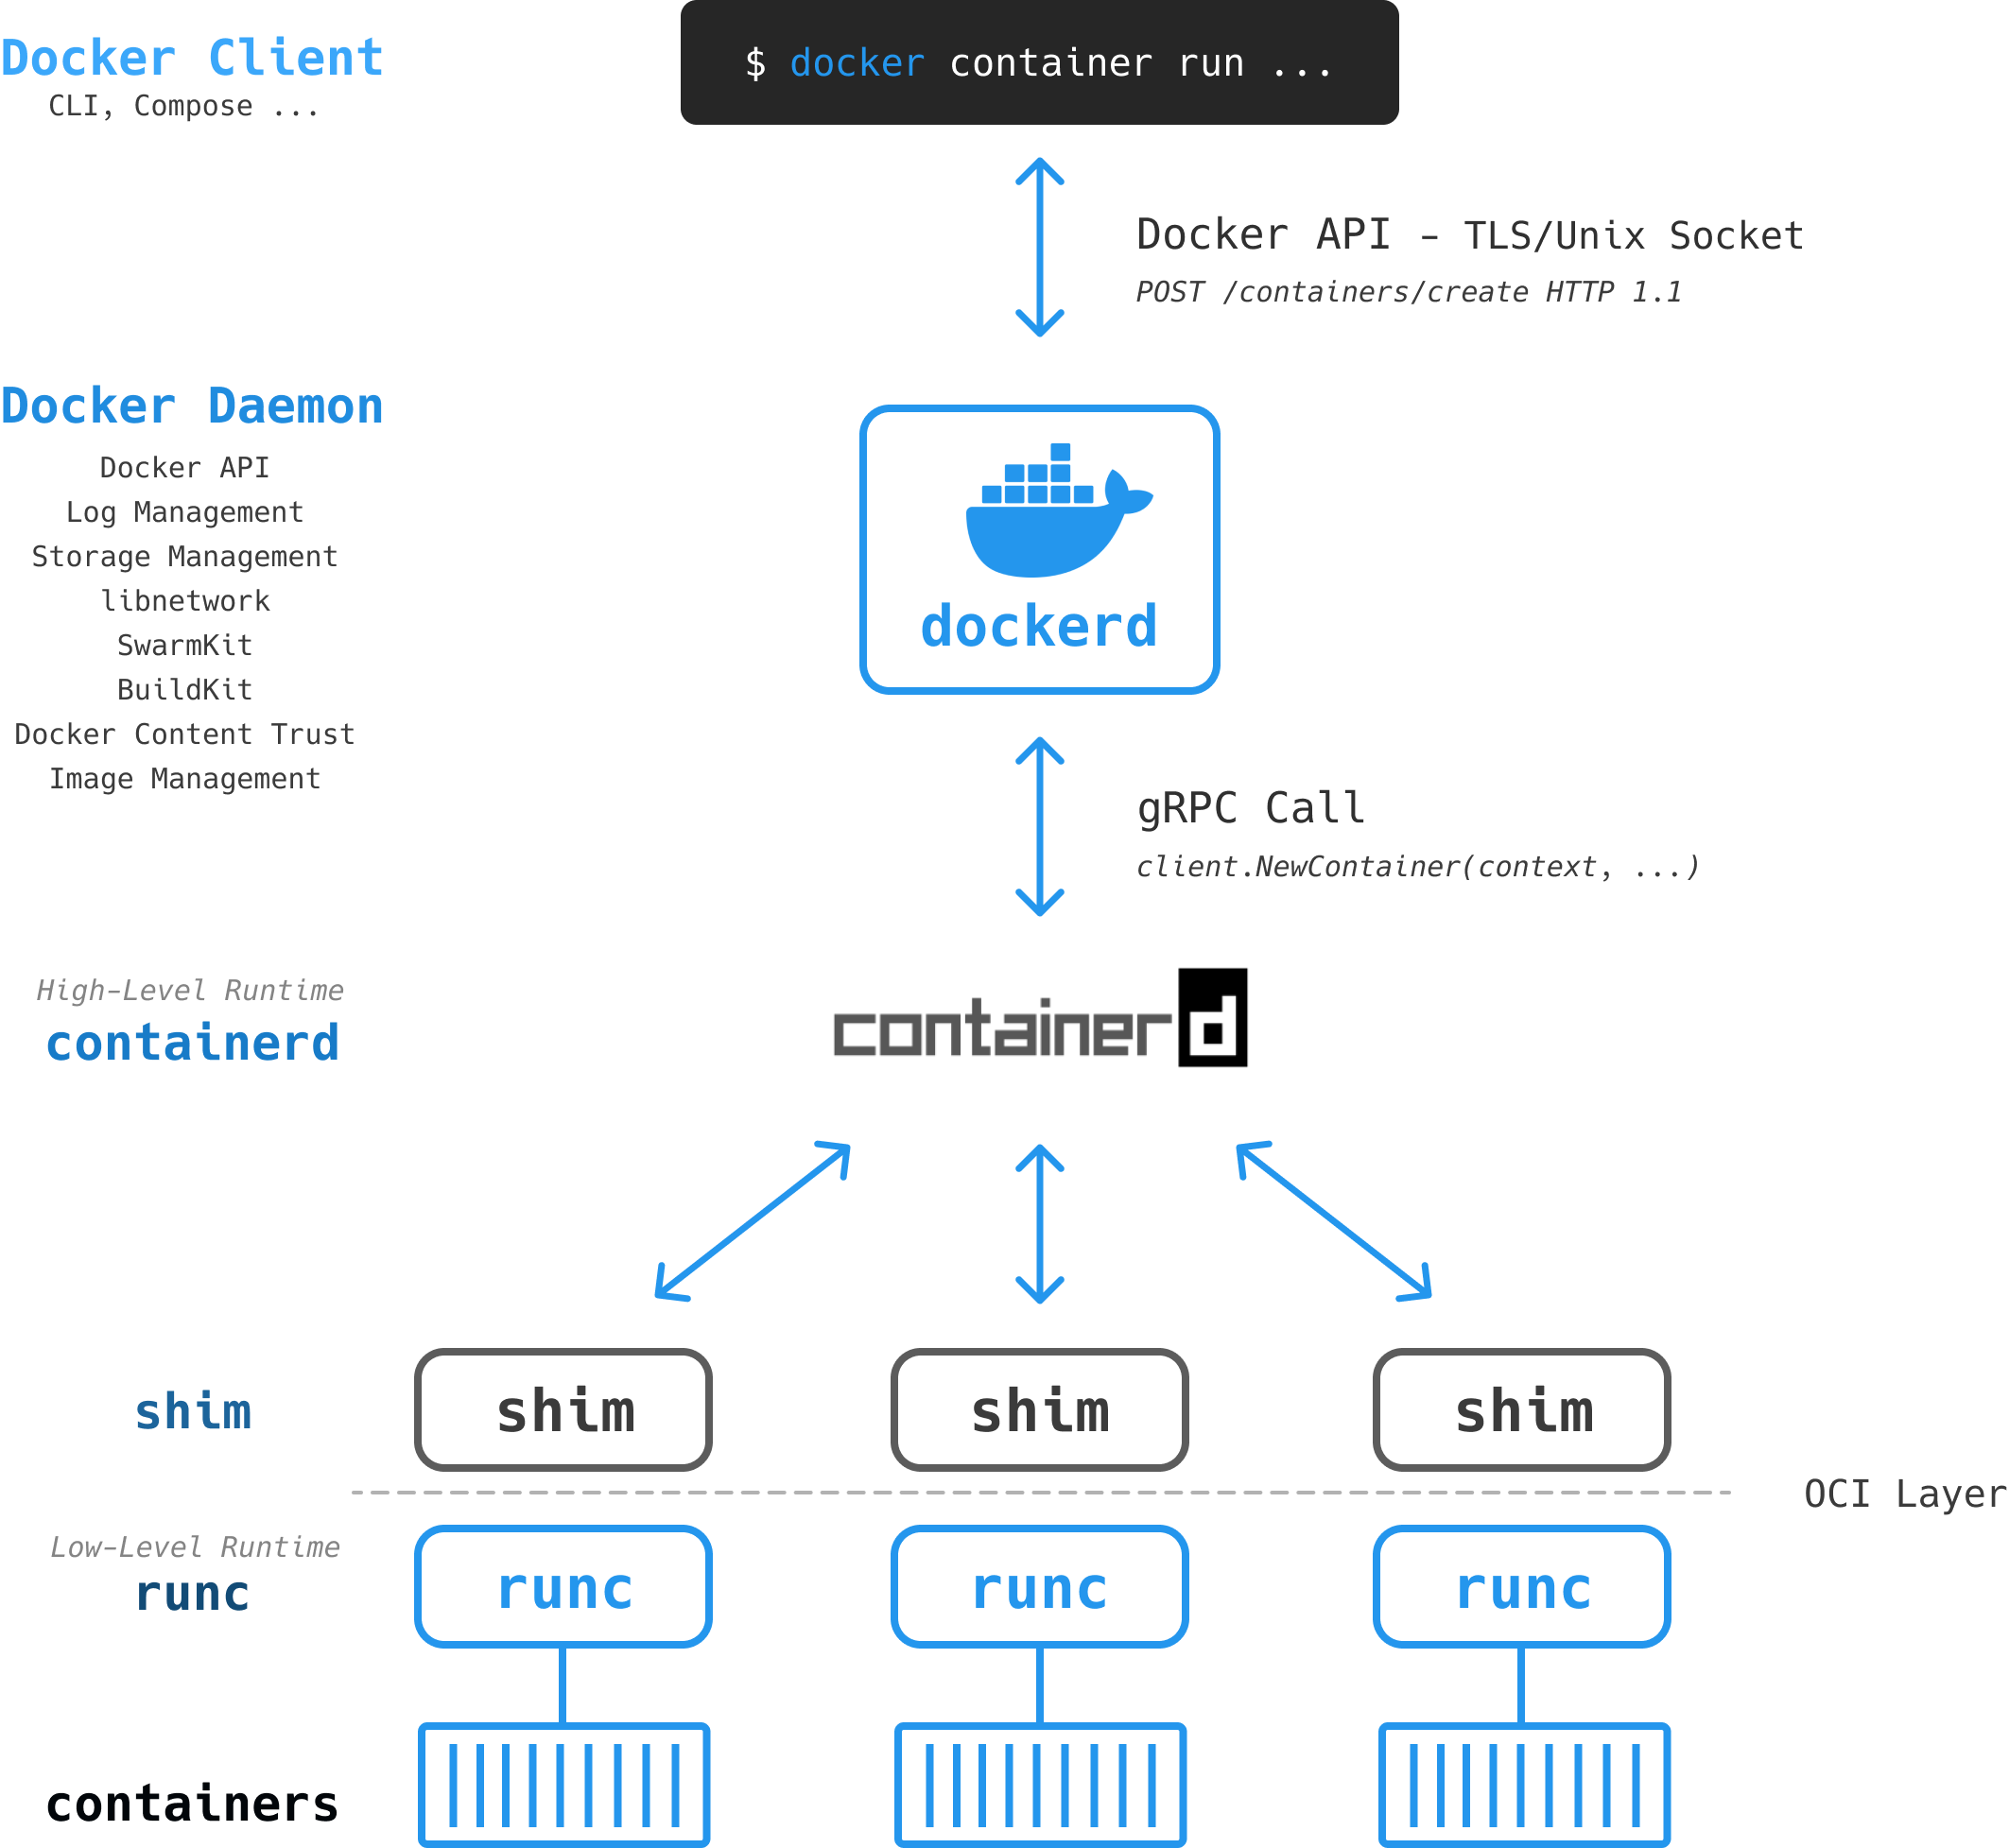 Docker Client
CLI, Compose ...
$ docker container run ...
Docker API - TLS/Unix Socket
POST /containers/create HTTP 1.1
Docker Daemon
Docker API
Log Management
Storage Management
libnetwork
SwarmKit
BuildKit
Docker Content Trust
Image Management
dockerd
gRPC Call
client.NewContainer(context, ...)
High-Level Runtime
containerd
containerd
shim
shim
shim
shim
OCI Layer
Low-Level Runtime
runc
runc
runc
runc
containers